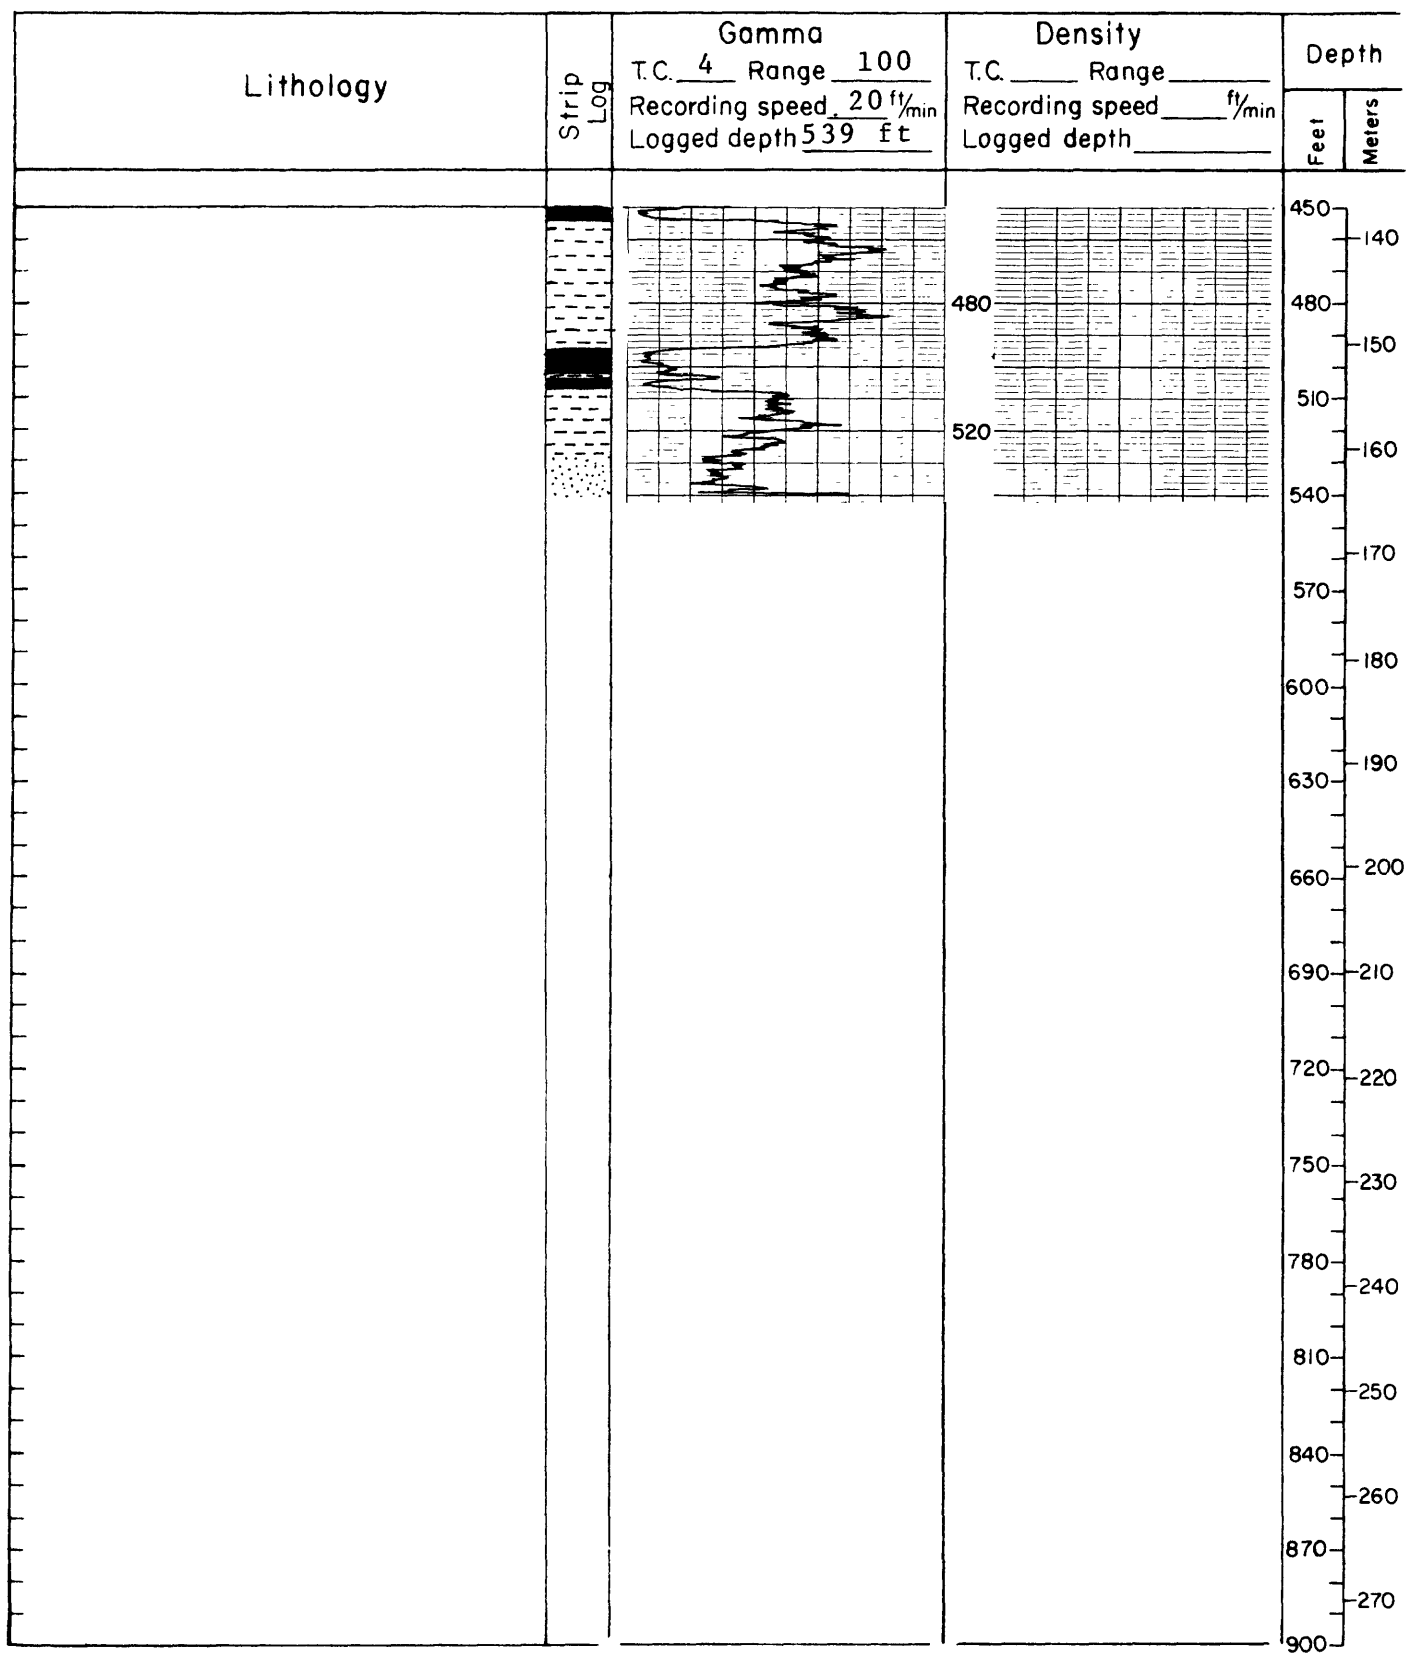 Lithology
Strip Log
Gamma
T.C. 4 Range 100
Recording speed 20 ft/min
Logged depth 539 ft
Density
T.C. Range
Recording speed ft/min
Logged depth
Depth
Feet
Meters
450
140
480
480
150
510
520
160
540
170
570
180
600
190
630
200
660
690
210
720
220
750
230
780
240
810
250
840
260
870
270
900